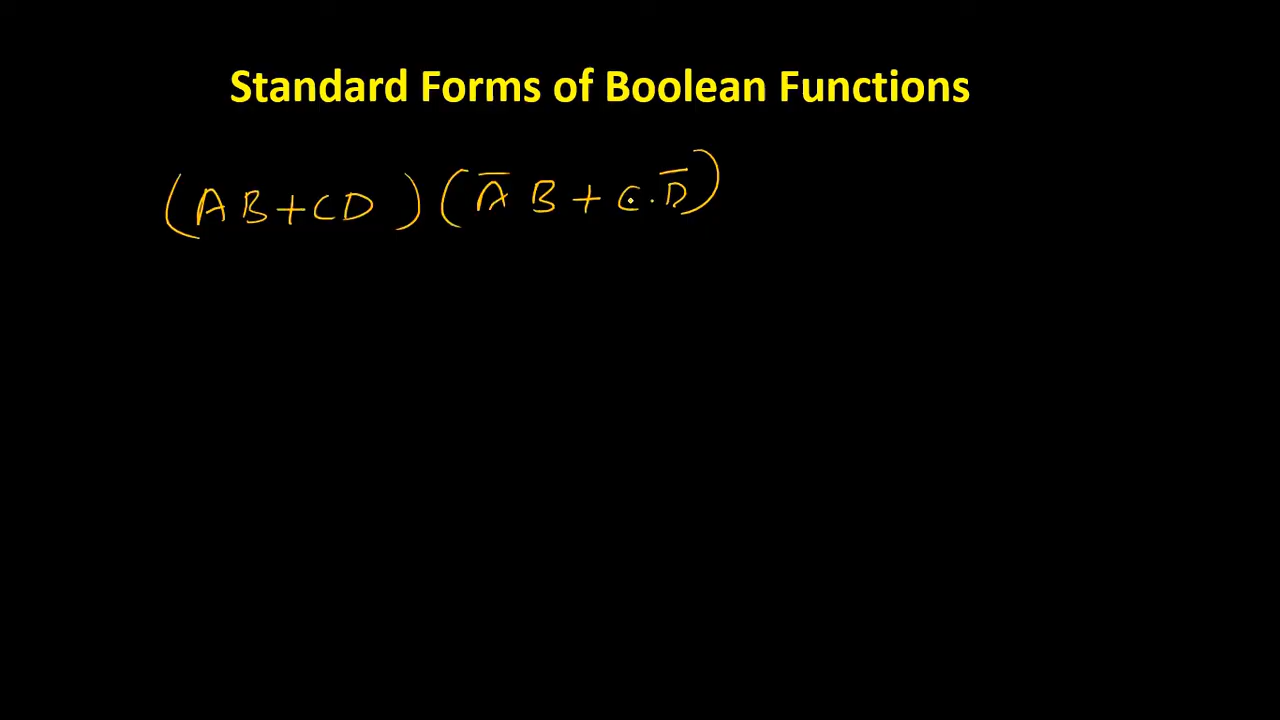 Standard Forms of Boolean Functions
(AB+CD)(A̅ B + C.D̅)